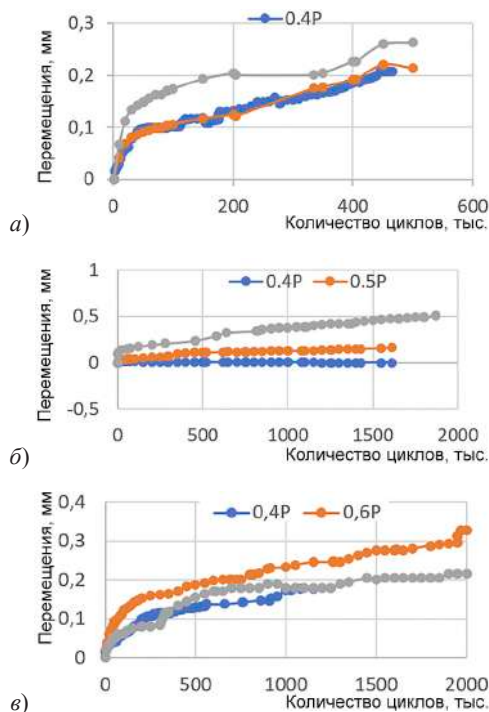 0.4P
Перемещения, мм
0,3
0,2
0,1
0
0
200
400
600
Количество циклов, тыс.
а)
0.4P
0.5P
Перемещения, мм
1
0,5
0
-0,5
0
500
1000
1500
2000
Количество циклов, тыс.
б)
0,4P
0,6P
Перемещения, мм
0,4
0,3
0,2
0,1
0
0
500
1000
1500
2000
Количество циклов, тыс.
в)